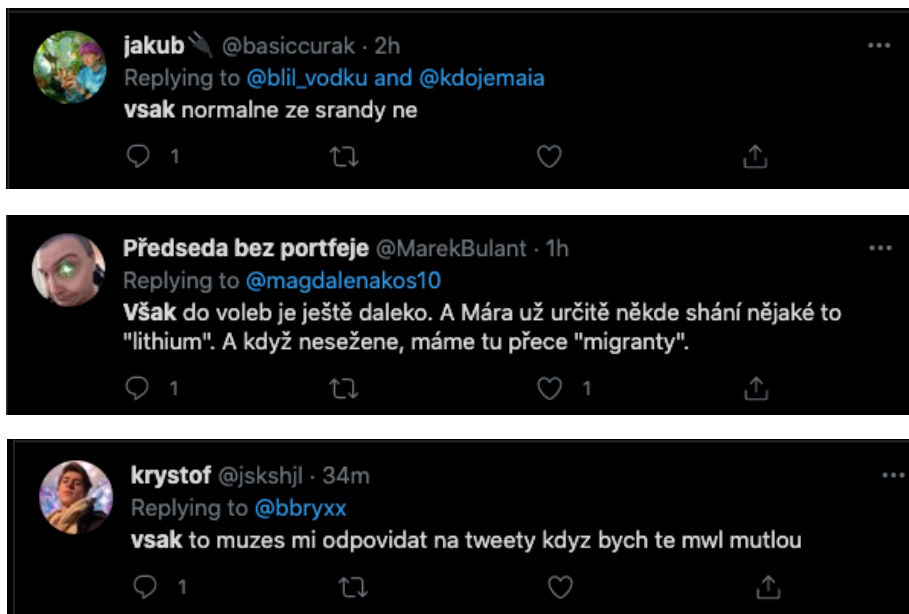 jakub @basiccurak · 2h
Replying to @blil_vodku and @kdojemaia
vsak normalne ze srandy ne
1
Předseda bez portfeje @MarekBulant · 1h
Replying to @magdalenakos10
Však do voleb je ještě daleko. A Mára už určitě někde shání nějaké to
"lithium". A když nesežene, máme tu přece "migranty".
1 1
krystof @jskshjl · 34m
Replying to @bbryxx
vsak to muzes mi odpovidat na tweety kdyz bych te mwl mutlou
1